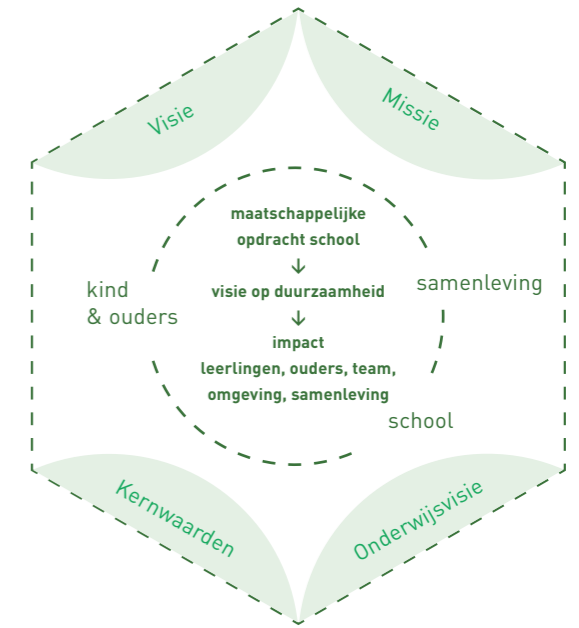 Visie
Missie
maatschappelijke
opdracht school
↓
visie op duurzaamheid
↓
impact
leerlingen, ouders, team,
omgeving, samenleving
kind
& ouders
samenleving
school
Kernwaarden
Onderwijsvisie